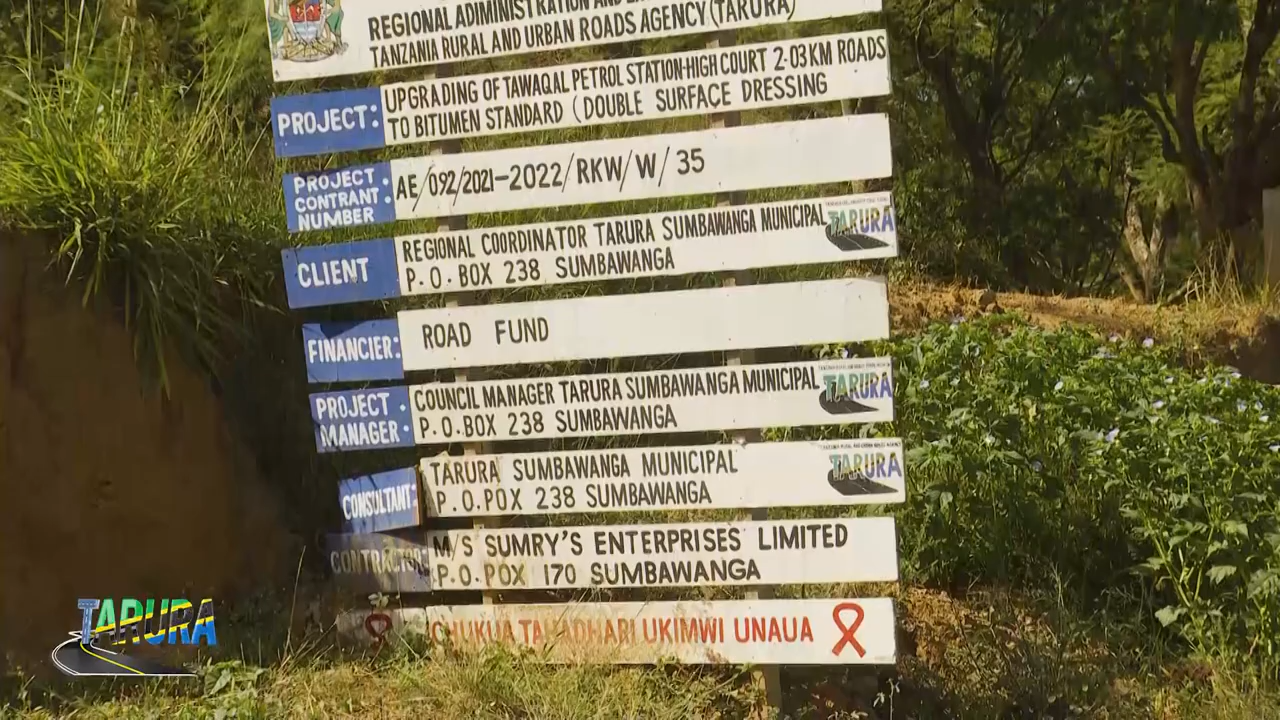 REGIONAL ADIMINISTRATION AND
TANZANIA RURAL AND URBAN ROADS AGENCY (TARURA)
PROJECT: UPGRADING OF TAWAQAL PETROL STATION-HIGH COURT 2.03KM ROADS
TO BITUMEN STANDARD (DOUBLE SURFACE DRESSING
PROJECT
CONTRANT
NUMBER : AE/092/2021-2022/RKW/W/35
CLIENT REGIONAL COORDINATOR TARURA SUMBAWANGA MUNICIPAL
P.O.BOX 238 SUMBAWANGA
TARURA
FINANCIER: ROAD FUND
PROJECT
MANAGER: COUNCIL MANAGER TARURA SUMBAWANGA MUNICIPAL
P.O.BOX 238 SUMBAWANGA
TARURA
CONSULTANT: TARURA SUMBAWANGA MUNICIPAL
P.O.POX 238 SUMBAWANGA
TARURA
CONTRACTOR: M/S SUMRY'S ENTERPRISES LIMITED
P.O.POX 170 SUMBAWANGA
CHUKUA TAHADHARI UKIMWI UNAUA
TARURA